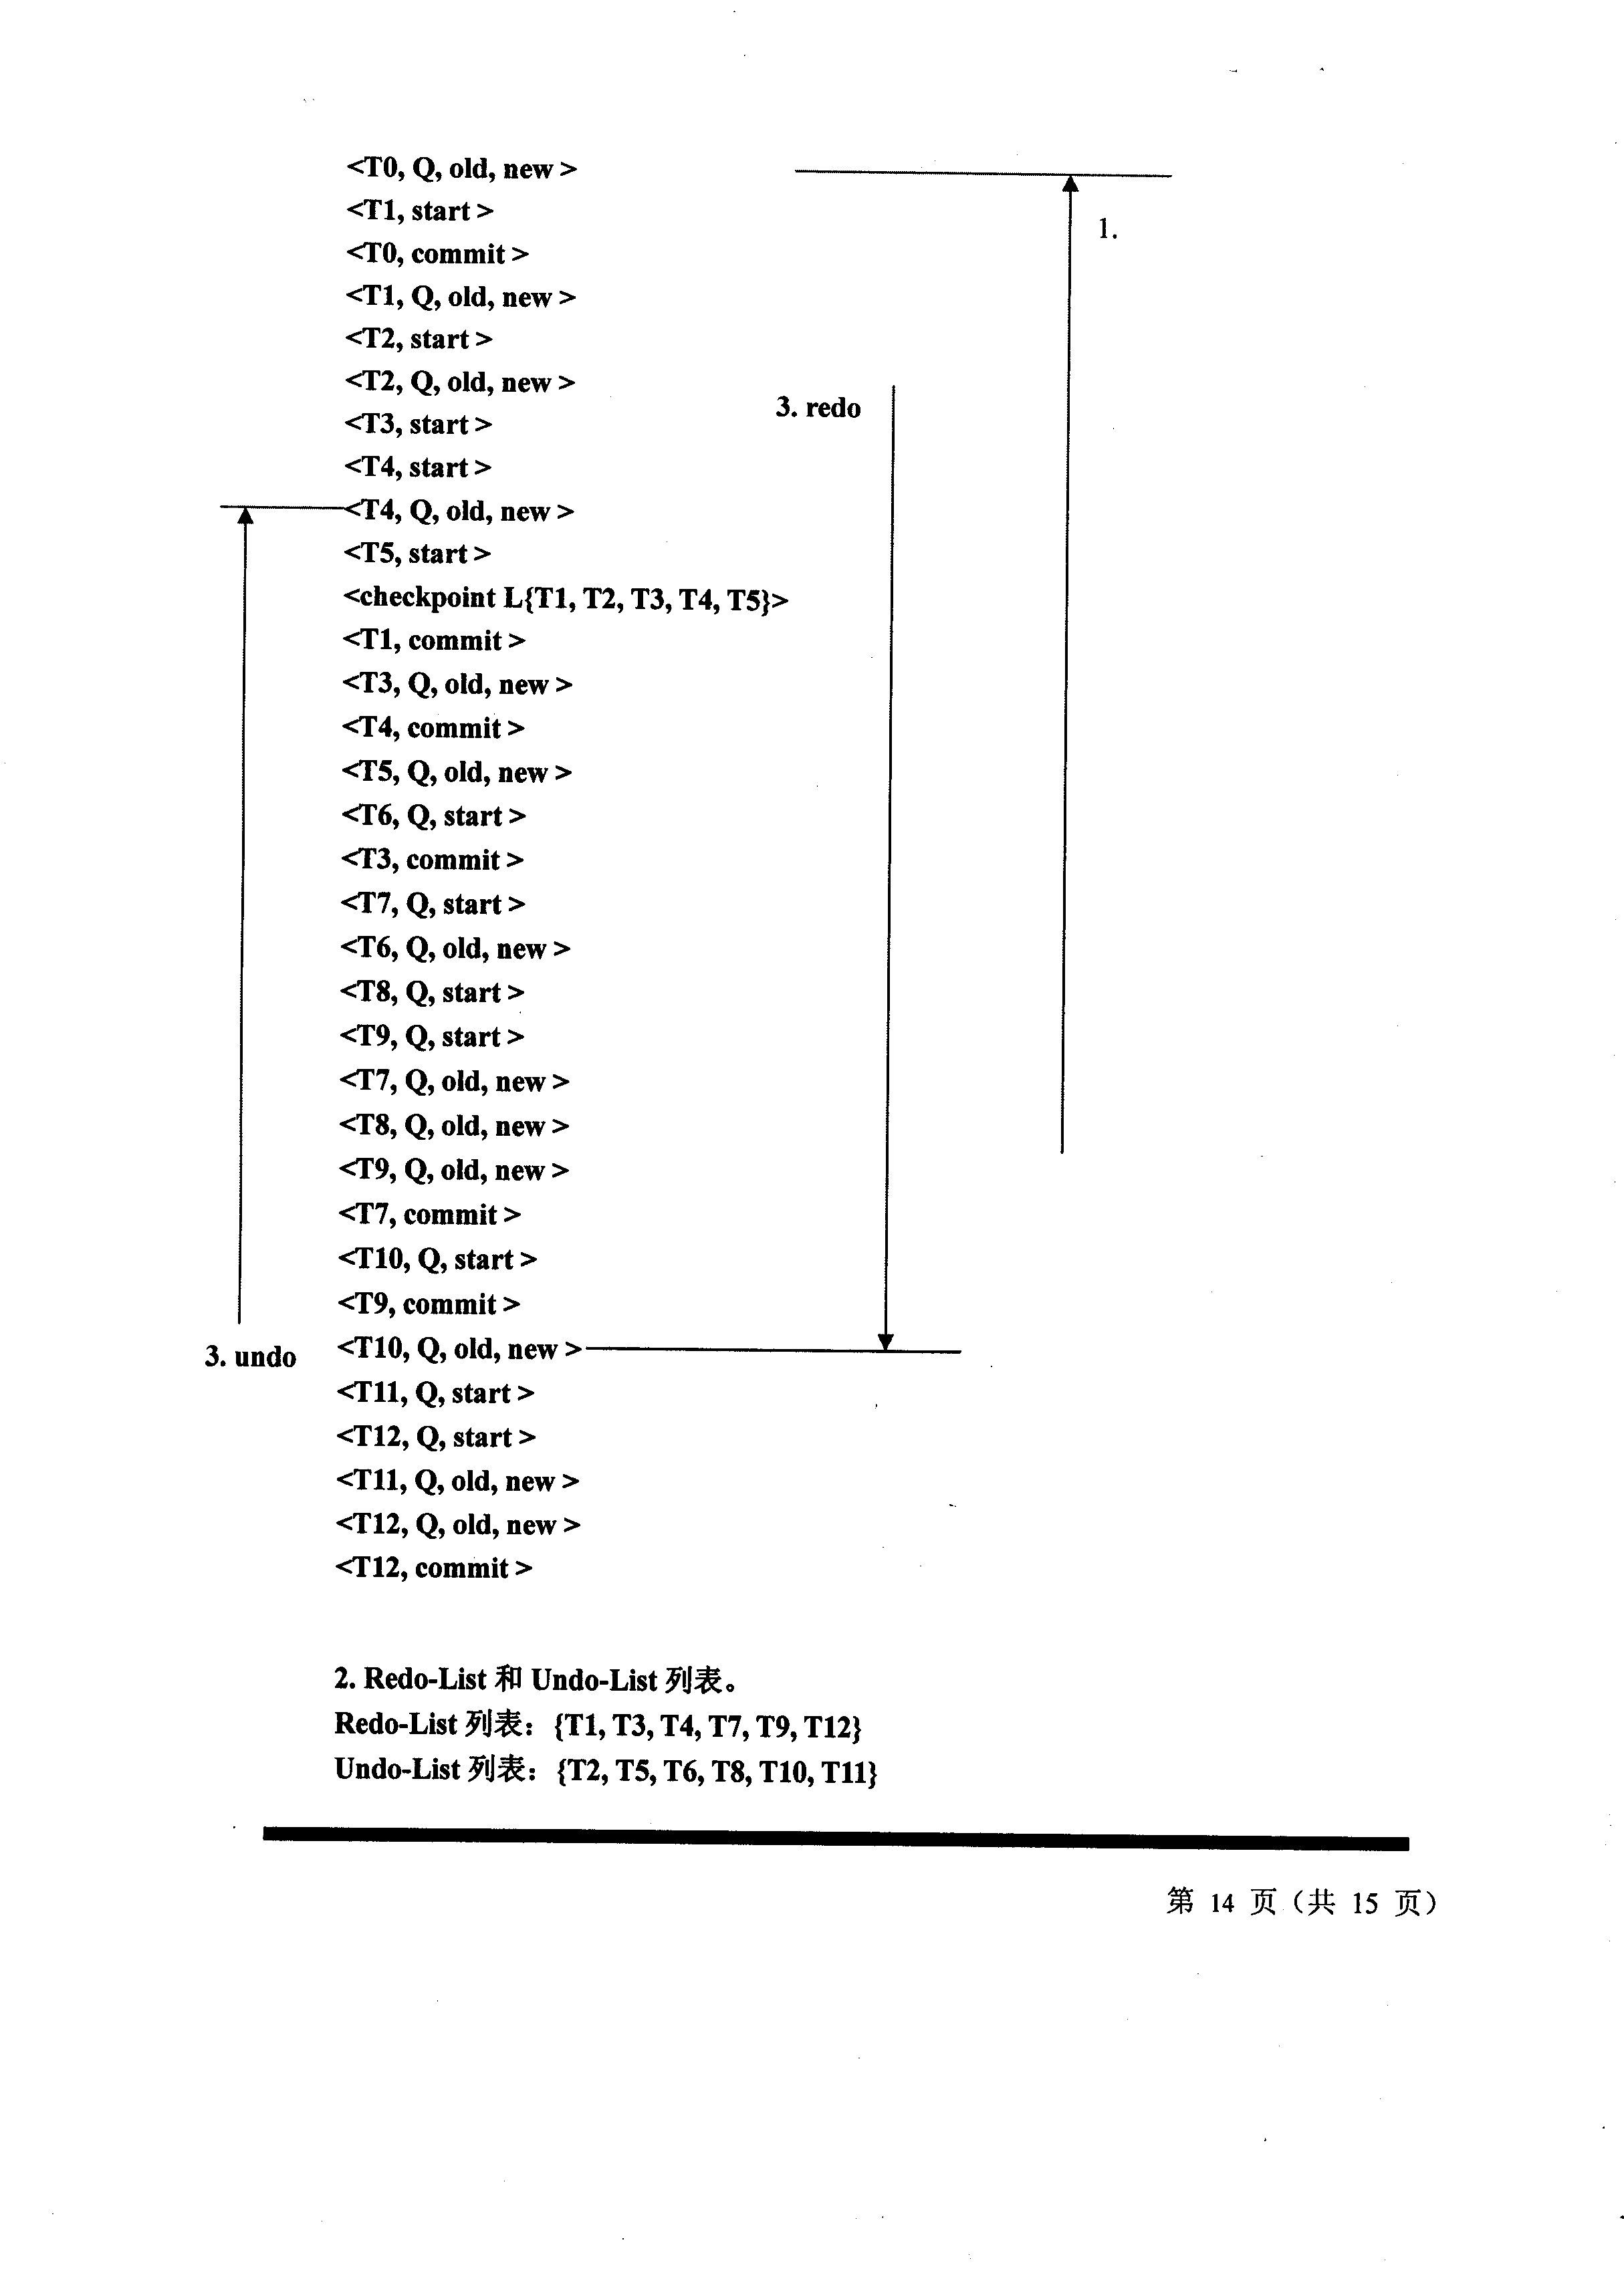 <T0, Q, old, new >
<T1, start >
1.
<T0, commit >
<T1, Q, old, new >
<T2, start >
<T2, Q, old, new >
3. redo
<T3, start >
<T4, start >
<T4, Q, old, new >
<T5, start >
<checkpoint L{T1, T2, T3, T4, T5}>
<T1, commit >
<T3, Q, old, new >
<T4, commit >
<T5, Q, old, new >
<T6, Q, start >
<T3, commit >
<T7, Q, start >
<T6, Q, old, new >
<T8, Q, start >
<T9, Q, start >
<T7, Q, old, new >
<T8, Q, old, new >
<T9, Q, old, new >
<T7, commit >
<T10, Q, start >
<T9, commit >
3. undo
<T10, Q, old, new >
<T11, Q, start >
<T12, Q, start >
<T11, Q, old, new >
<T12, Q, old, new >
<T12, commit >
2. Redo-List 和 Undo-List 列表。
Redo-List 列表：{T1, T3, T4, T7, T9, T12}
Undo-List 列表：{T2, T5, T6, T8, T10, T11}
第 14 页（共 15 页）